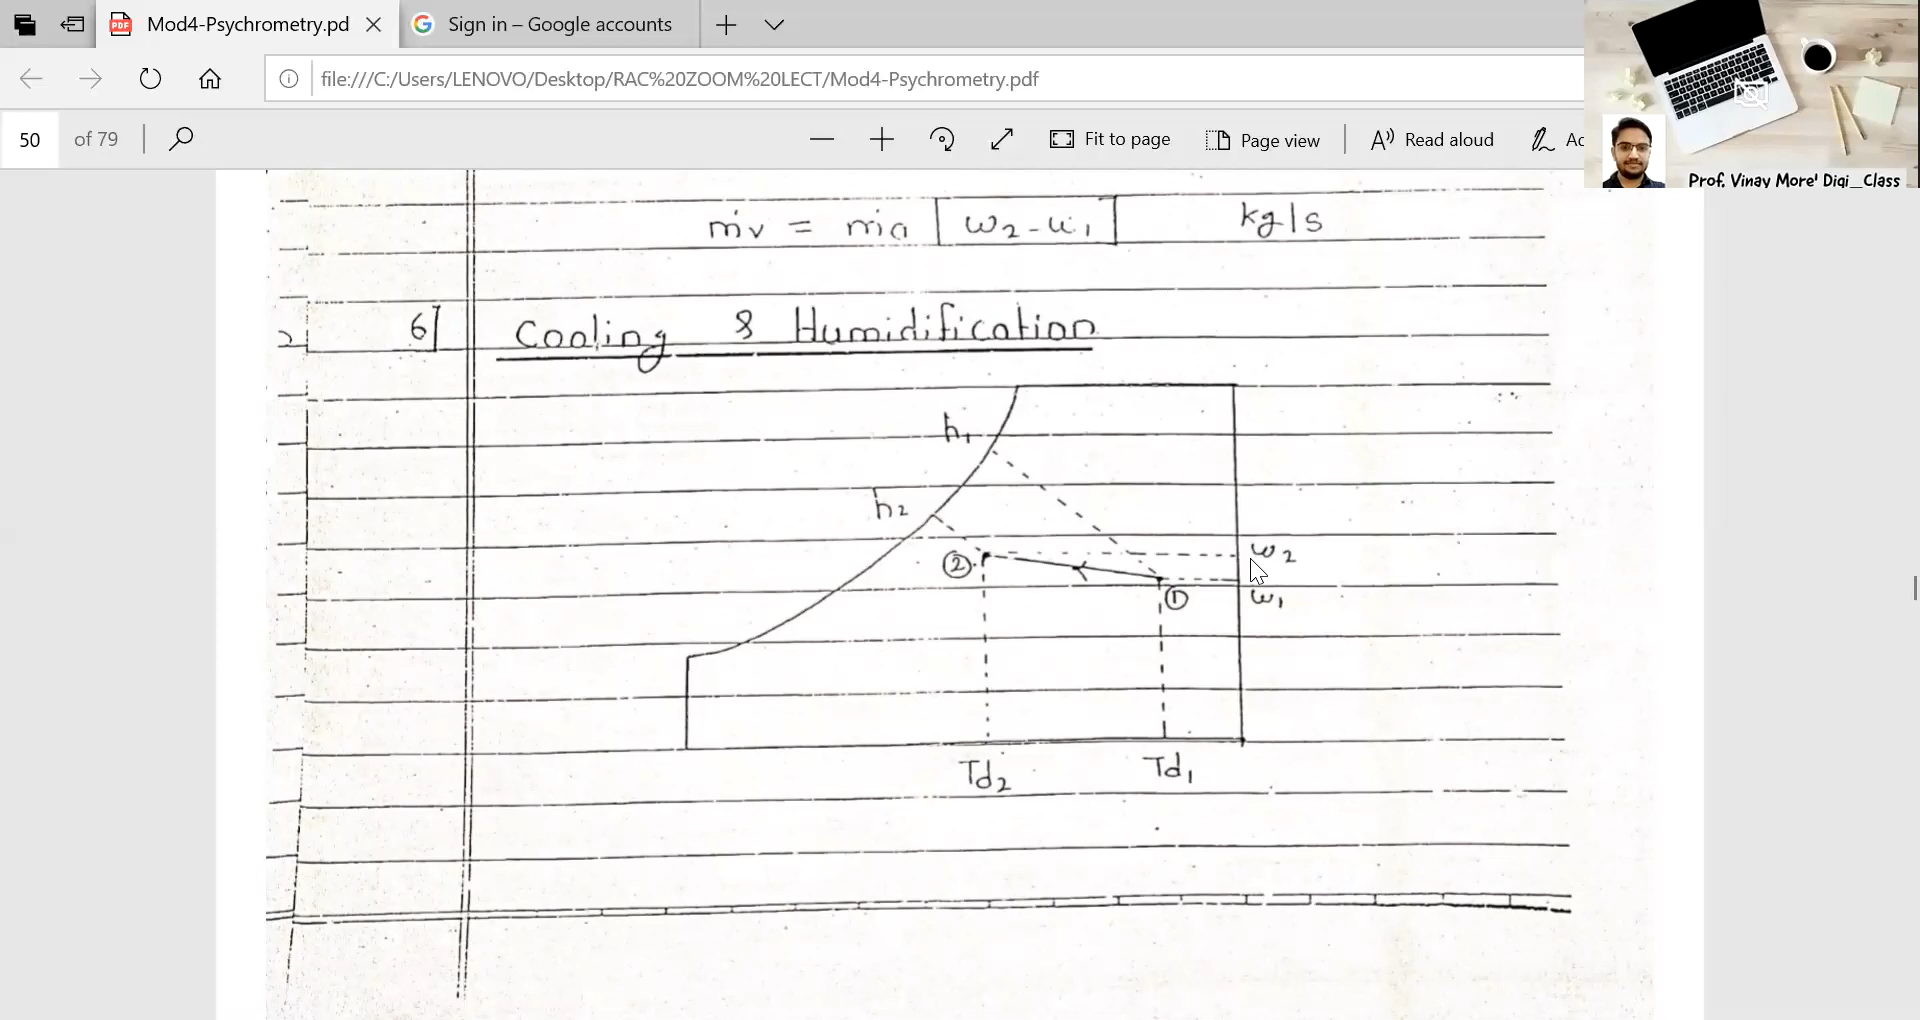 Mod4-Psychrometry.pd
Sign in – Google accounts
file:///C:/Users/LENOVO/Desktop/RAC%20ZOOM%20LECT/Mod4-Psychrometry.pdf
50 of 79
Fit to page
Page view
Read aloud
Ac
Prof. Vinay More' Digi_Class
ṁv = ṁa [ω2 - ω1] kg/s
6] Cooling & Humidification
h1
h2
ω2
②
①
ω1
Td2
Td1